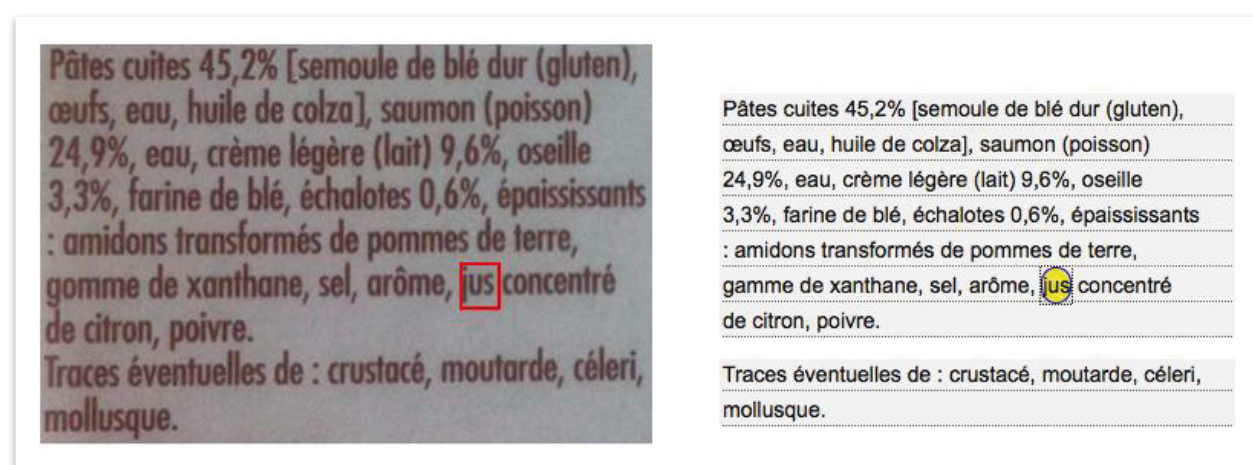 Pâtes cuites 45,2% [semoule de blé dur (gluten),
œufs, eau, huile de colza], saumon (poisson)
24,9%, eau, crème légère (lait) 9,6%, oseille
3,3%, farine de blé, échalotes 0,6%, épaississants
: amidons transformés de pommes de terre,
gomme de xanthane, sel, arôme, jus concentré
de citron, poivre.
Traces éventuelles de : crustacé, moutarde, céleri,
mollusque.
Pâtes cuites 45,2% [semoule de blé dur (gluten),
œufs, eau, huile de colza], saumon (poisson)
24,9%, eau, crème légère (lait) 9,6%, oseille
3,3%, farine de blé, échalotes 0,6%, épaississants
: amidons transformés de pommes de terre,
gamme de xanthane, sel, arôme, jus concentré
de citron, poivre.
Traces éventuelles de : crustacé, moutarde, céleri,
mollusque.